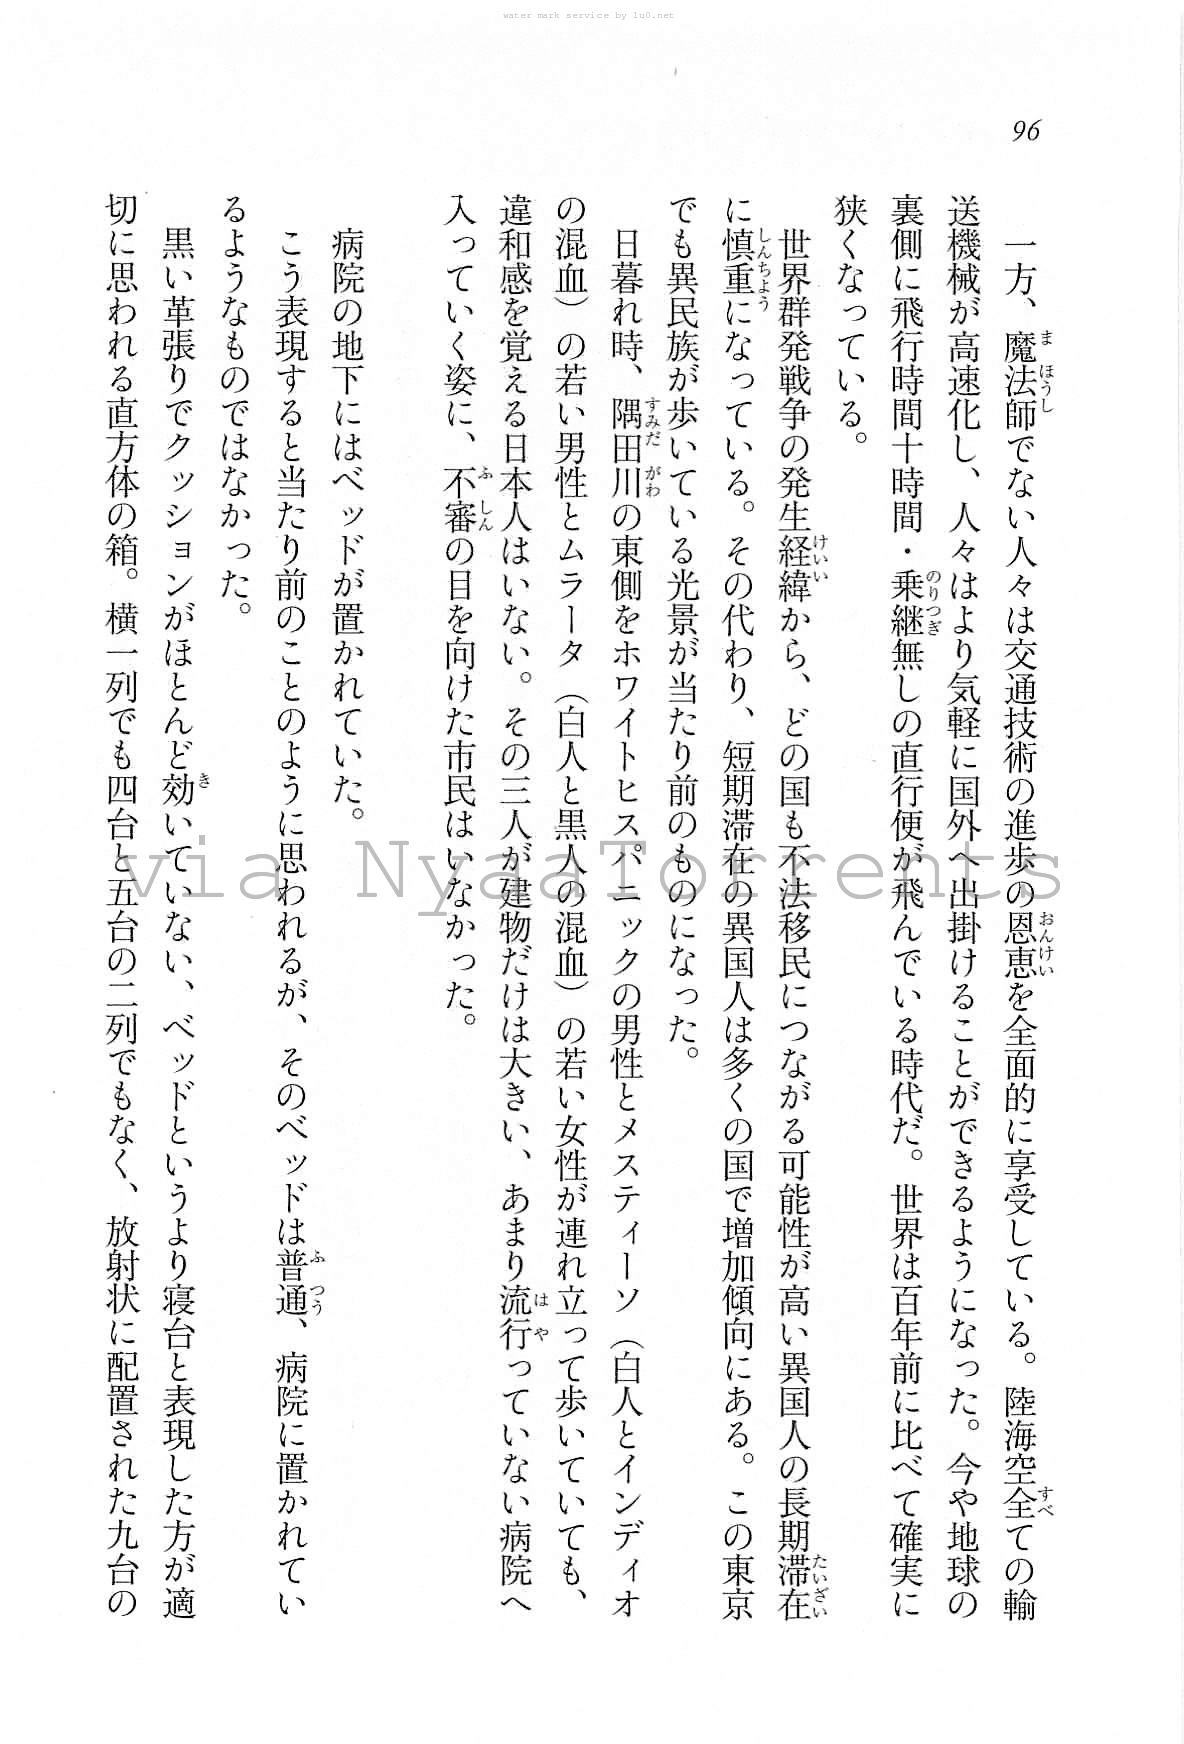 water mark service by lu0.net
96
一方、魔法師でない人々は交通技術の進歩の恩恵を全面的に享受している。陸海空全ての輸
送機械が高速化し、人々はより気軽に国外へ出掛けることができるようになった。今や地球の
裏側に飛行時間十時間・乗継無しの直行便が飛んでいる時代だ。世界は百年前に比べて確実に
狭くなっている。
世界群発戦争の発生経緯から、どの国も不法移民につながる可能性が高い異国人の長期滞在
に慎重になっている。その代わり、短期滞在の異国人は多くの国で増加傾向にある。この東京
でも異民族が歩いている光景が当たり前のものになった。
日暮れ時、隅田川の東側をホワイトヒスパニックの男性とメスティーソ（白人とインディオ
の混血）の若い男性とムラータ（白人と黒人の混血）の若い女性が連れ立って歩いていても、
違和感を覚える日本人はいない。その三人が建物だけは大きい、あまり流行っていない病院へ
入っていく姿に、不審の目を向けた市民はいなかった。
病院の地下にはベッドが置かれていた。
こう表現すると当たり前のことのように思われるが、そのベッドは普通、病院に置かれてい
るようなものではなかった。
黒い革張りでクッションがほとんど効いていない、ベッドというより寝台と表現した方が適
切に思われる直方体の箱。横一列でも四台と五台の二列でもなく、放射状に配置された九台の
via NyaaTorrents